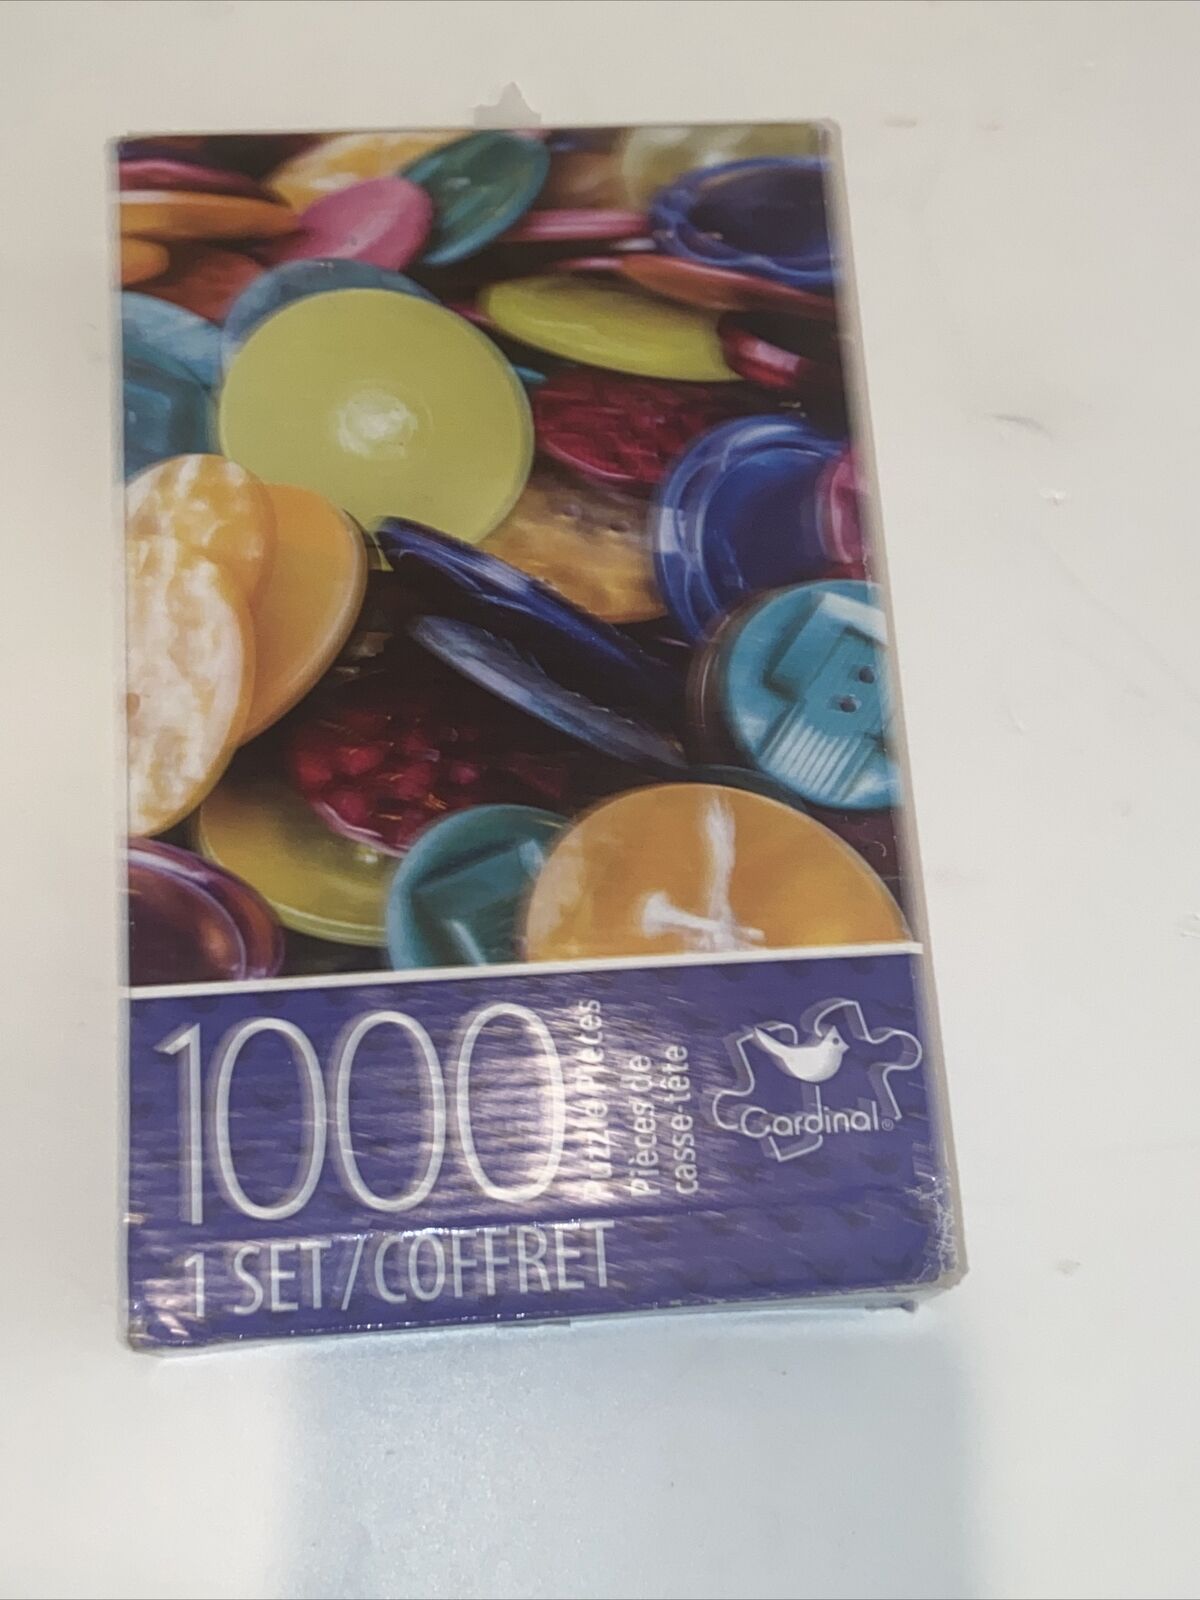 1000
Puzzle Pieces
Pièces de
casse-tête
Cardinal®
1 SET/COFFRET